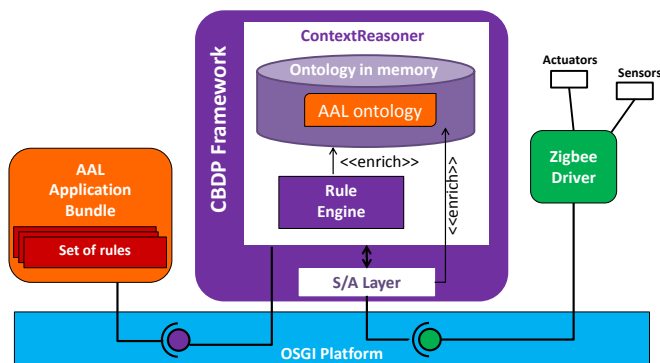 ContextReasoner
Ontology in memory
AAL ontology
<<enrich>>
Rule
Engine
<<enrich>>
CBDP Framework
S/A Layer
AAL
Application
Bundle
Set of rules
Actuators
Sensors
Zigbee
Driver
OSGI Platform